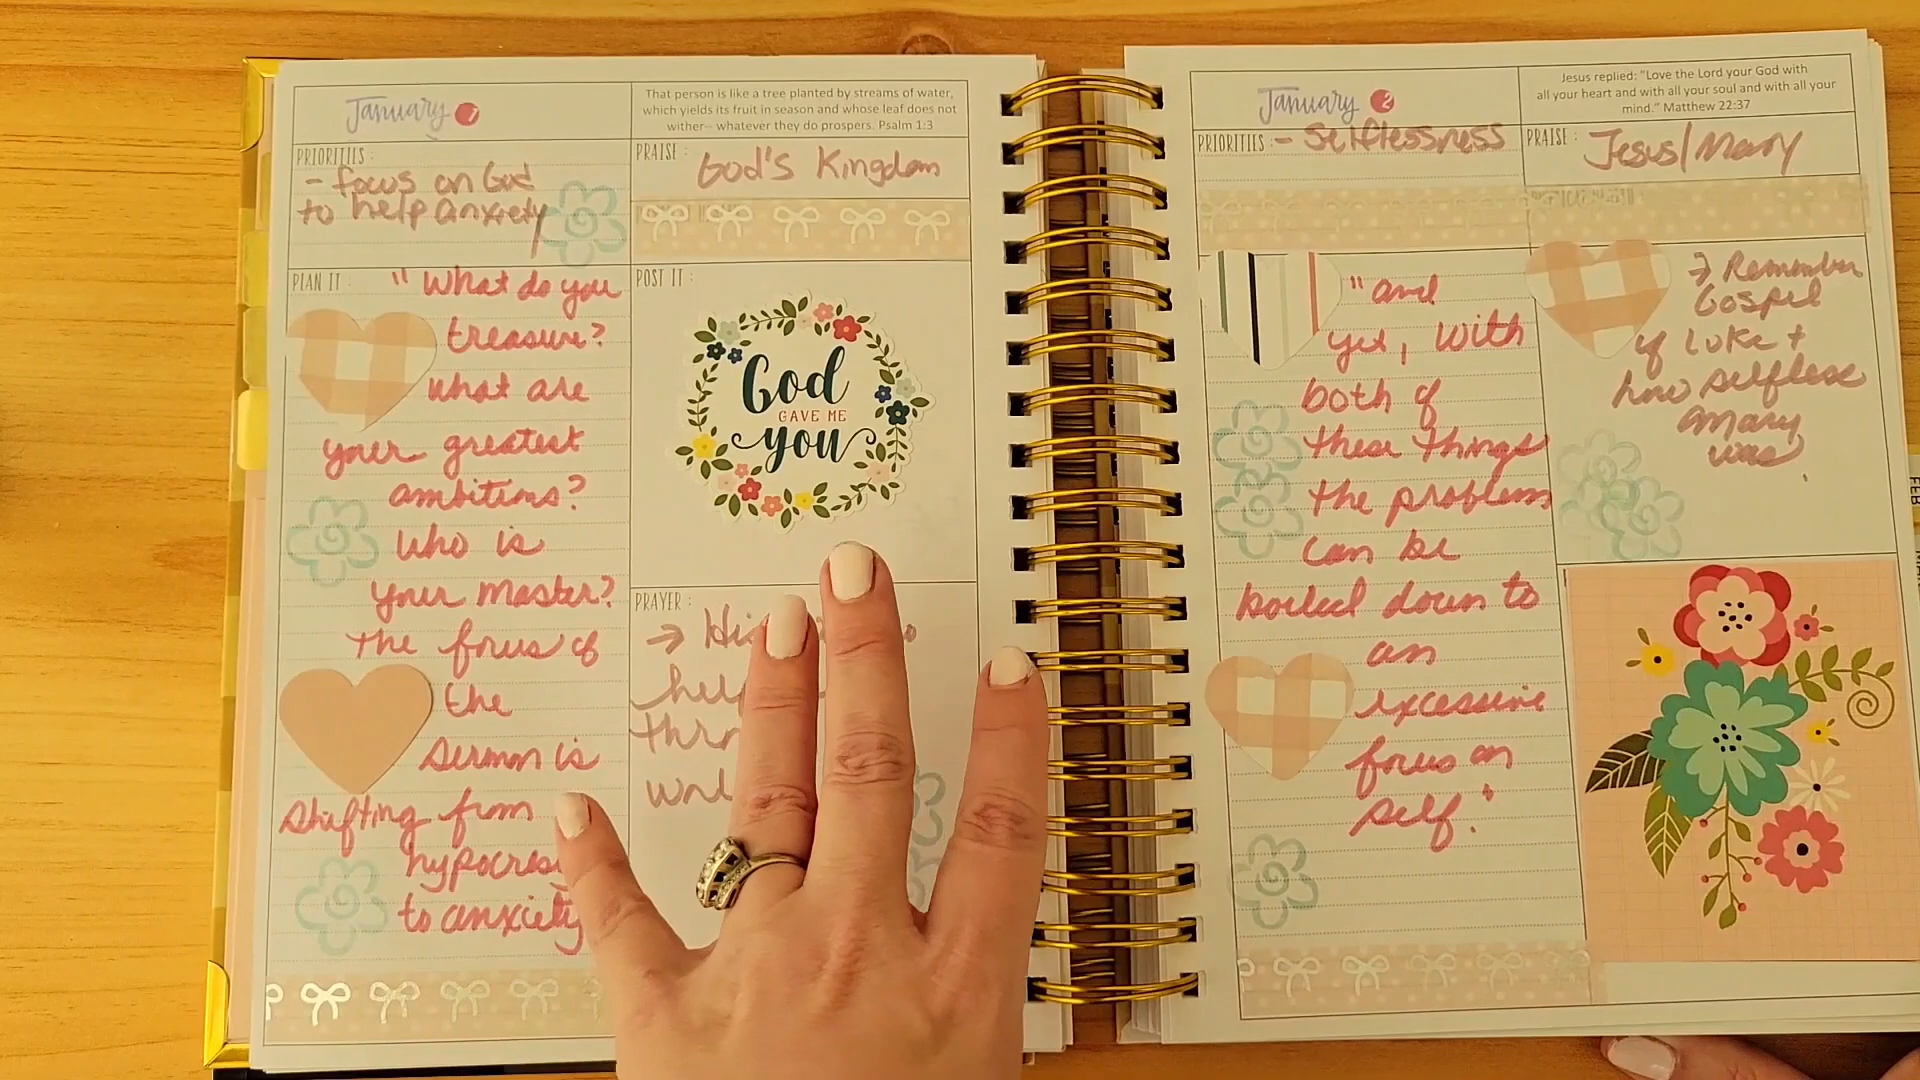 January 1
That person is like a tree planted by streams of water,
which yields its fruit in season and whose leaf does not
wither-- whatever they do prospers. Psalm 1:3
PRIORITIES :
- focus on God
to help anxiety
PRAISE :
God's Kingdom
PLAN IT :
" What do you
treasure?
What are
your greatest
ambitions?
Who is
your master?
The focus of
the
sermon is
shifting from
hypocrisy
to anxiety
POST IT :
God
GAVE ME
you
PRAYER :
January 2
Jesus replied: "Love the Lord your God with
all your heart and with all your soul and with all your
mind." Matthew 22:37
PRIORITIES :
- Selflessness
PRAISE :
Jesus/Mary
"and
yet, with
both of
these things
the problem
can be
boiled down to
an
excessive
focus on
self."
→ Remember
Gospel
of Luke +
how selfless
Mary
was
FEB